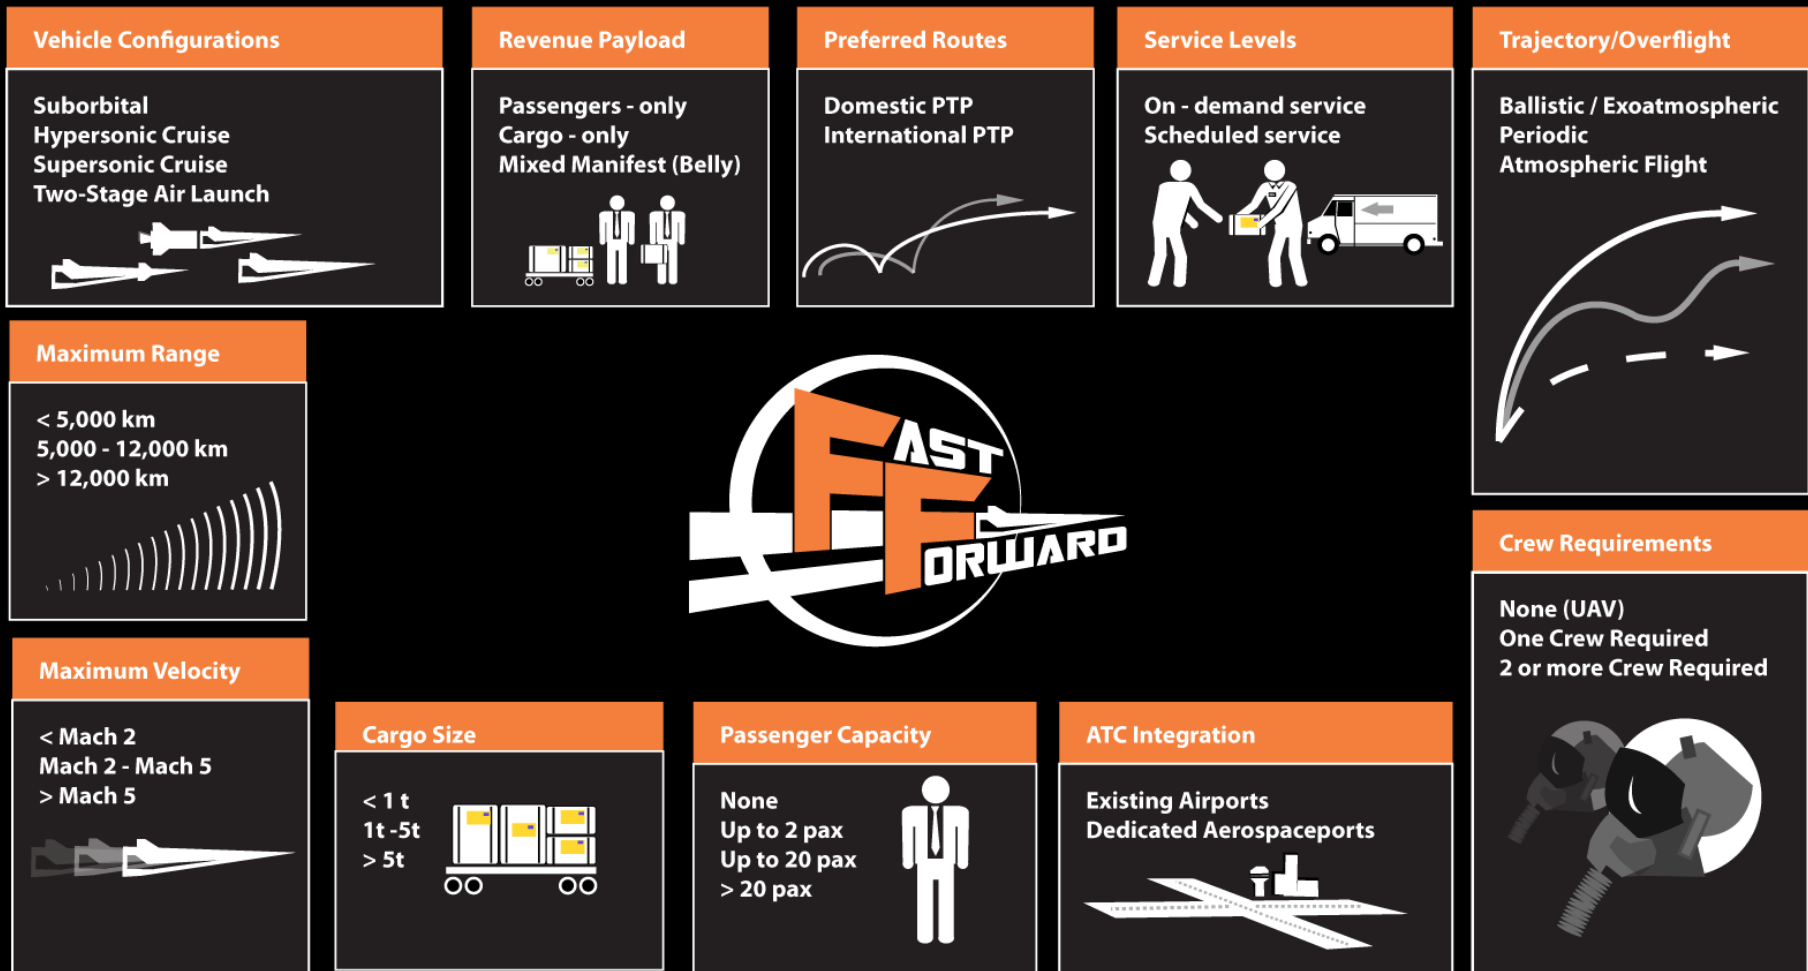 Vehicle Configurations
Suborbital
Hypersonic Cruise
Supersonic Cruise
Two-Stage Air Launch
Revenue Payload
Passengers - only
Cargo - only
Mixed Manifest (Belly)
Preferred Routes
Domestic PTP
International PTP
Service Levels
On - demand service
Scheduled service
Trajectory/Overflight
Ballistic / Exoatmospheric
Periodic
Atmospheric Flight
Maximum Range
< 5,000 km
5,000 - 12,000 km
> 12,000 km
FAST
FORWARD
Crew Requirements
None (UAV)
One Crew Required
2 or more Crew Required
Maximum Velocity
< Mach 2
Mach 2 - Mach 5
> Mach 5
Cargo Size
< 1 t
1t -5t
> 5t
Passenger Capacity
None
Up to 2 pax
Up to 20 pax
> 20 pax
ATC Integration
Existing Airports
Dedicated Aerospaceports